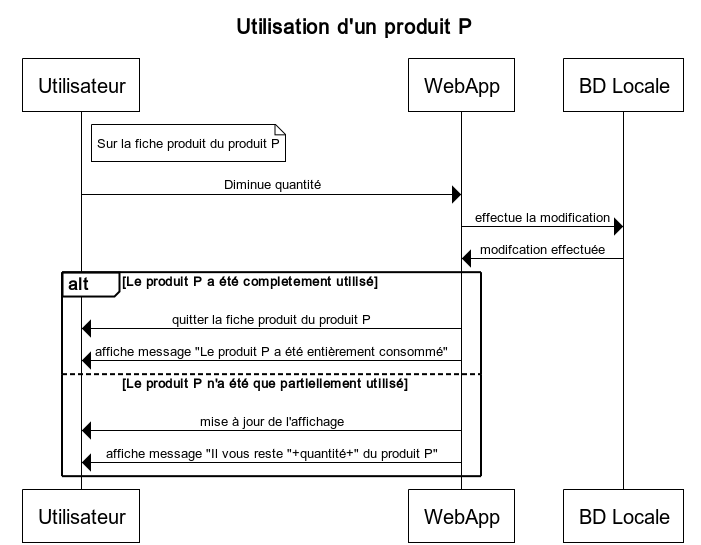 Utilisation d'un produit P
Utilisateur
WebApp
BD Locale
Sur la fiche produit du produit P
Diminue quantité
effectue la modification
modifcation effectuée
alt
[Le produit P a été completement utilisé]
quitter la fiche produit du produit P
affiche message "Le produit P a été entièrement consommé"
[Le produit P n'a été que partiellement utilisé]
mise à jour de l'affichage
affiche message "Il vous reste "+quantité+" du produit P"
Utilisateur
WebApp
BD Locale